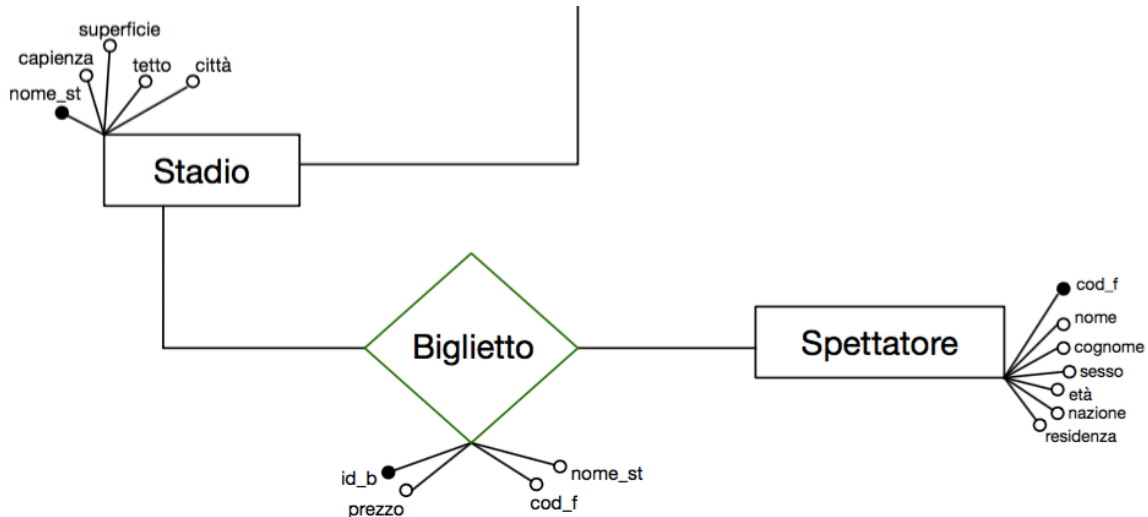 superficie
capienza
tetto
città
nome_st
Stadio
Biglietto
Spettatore
cod_f
nome
cognome
sesso
età
nazione
residenza
id_b
prezzo
cod_f
nome_st